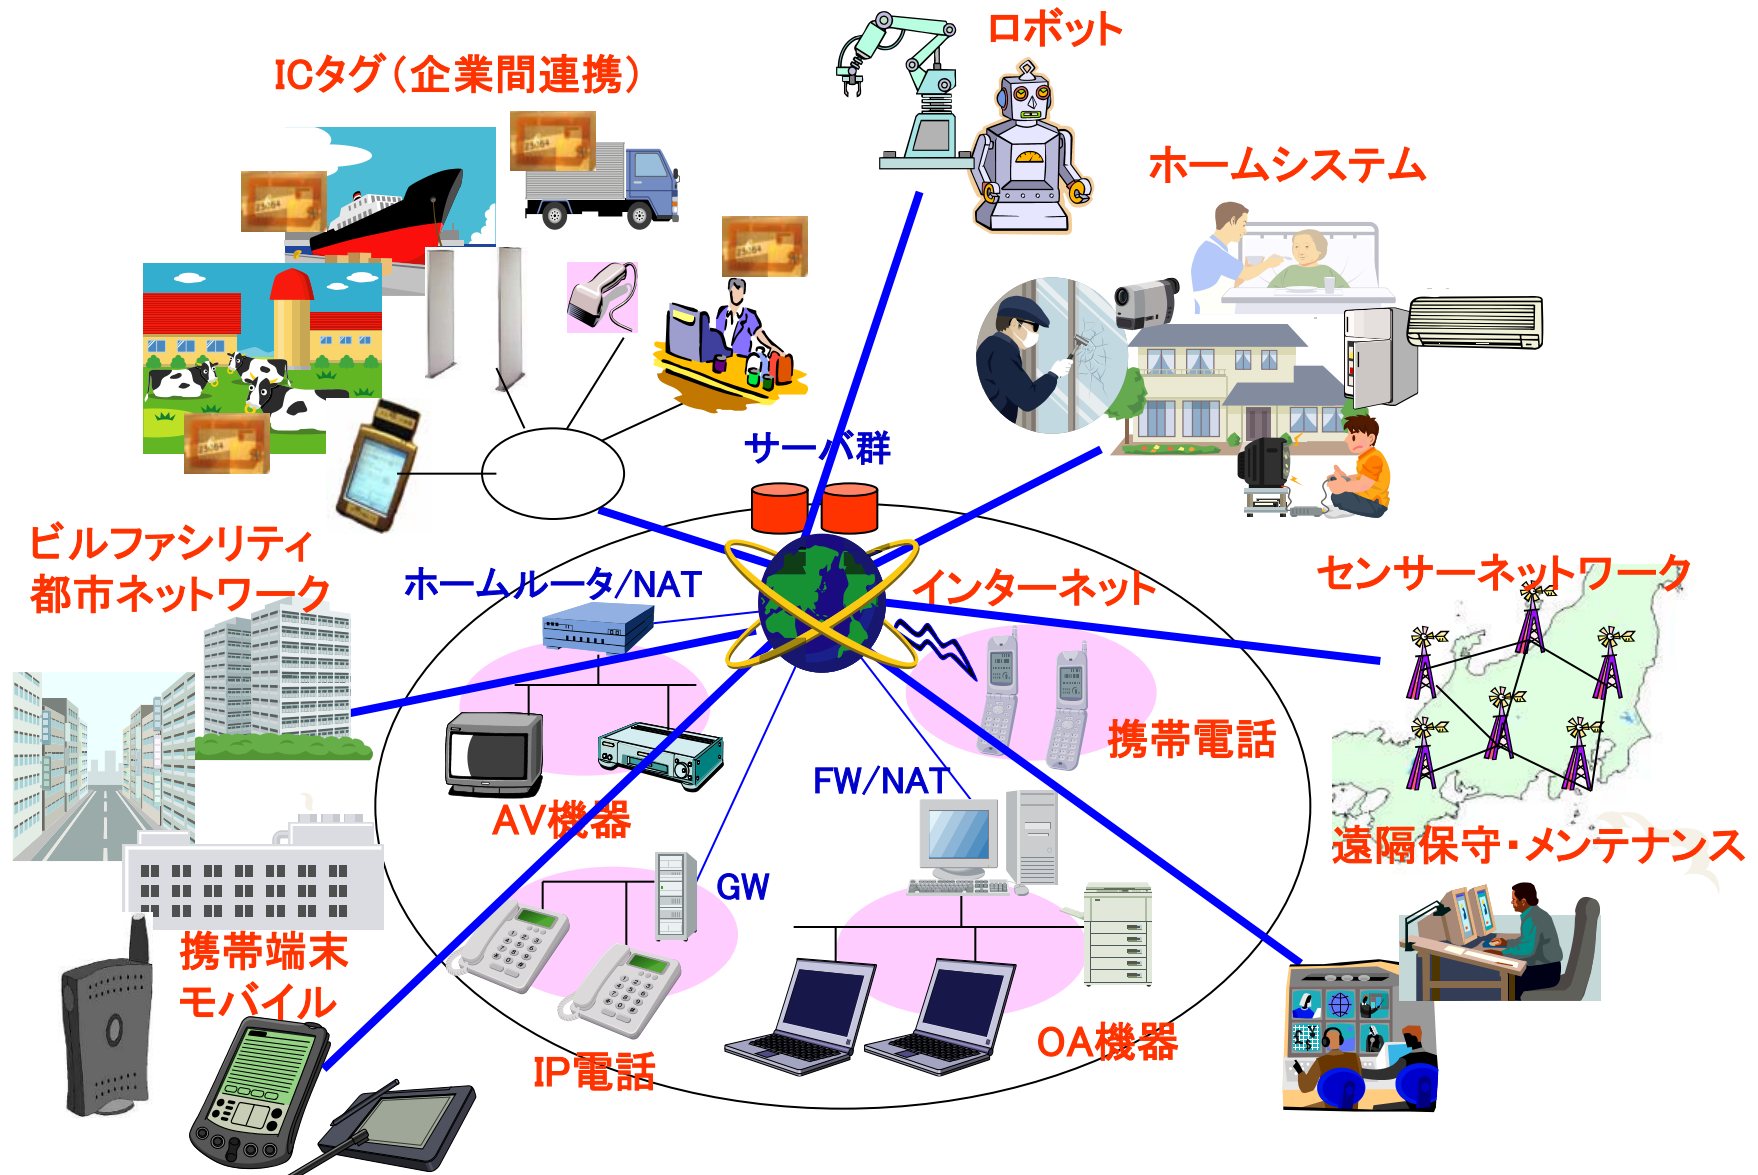 ロボット
ICタグ（企業間連携）
ホームシステム
サーバ群
ビルファシリティ
都市ネットワーク
ホームルータ/NAT
インターネット
センサーネットワーク
携帯電話
FW/NAT
AV機器
遠隔保守・メンテナンス
GW
携帯端末
モバイル
OA機器
IP電話